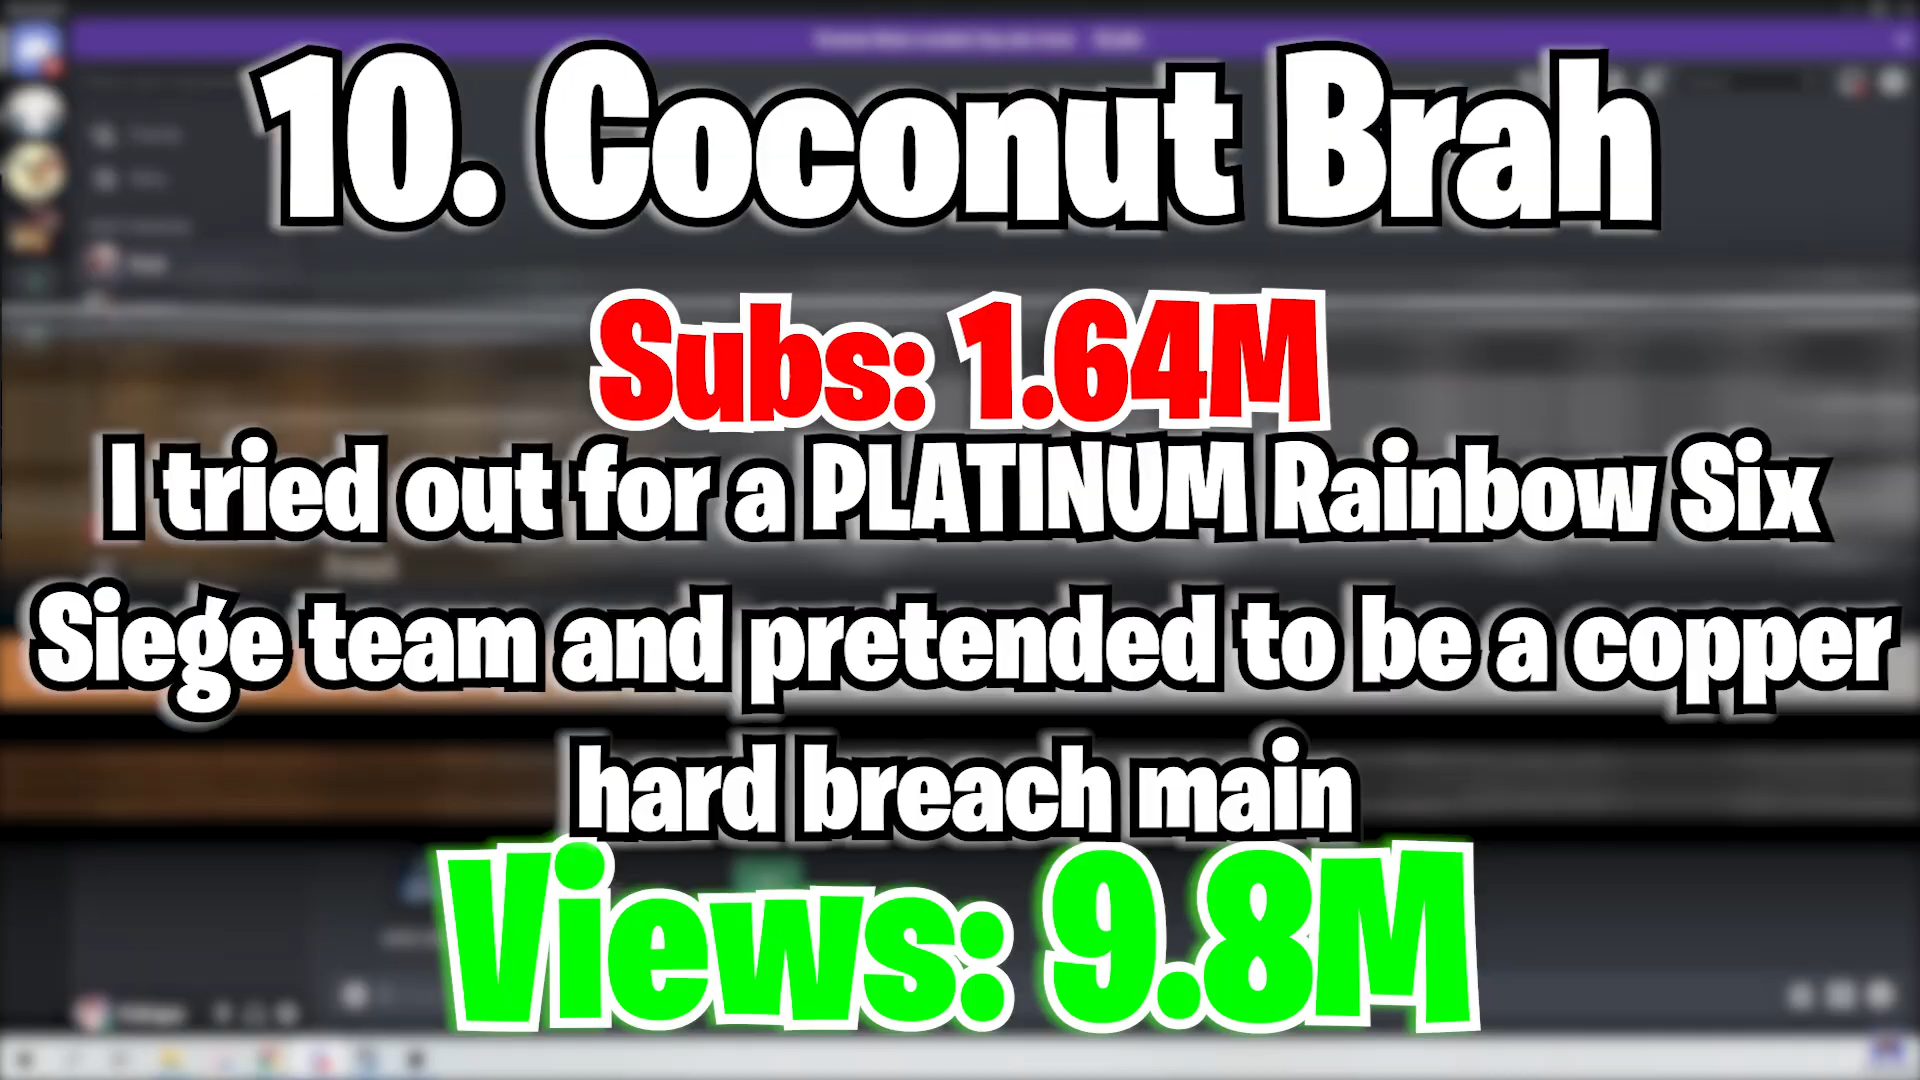 10. Coconut Brah
Subs: 1.64M
I tried out for a PLATINUM Rainbow Six
Siege team and pretended to be a copper
hard breach main
Views: 9.8M